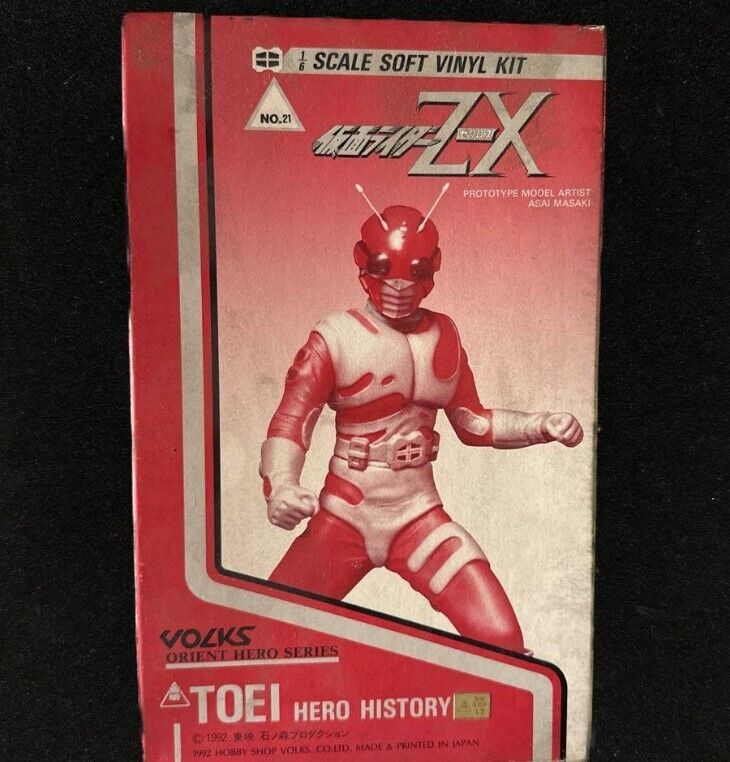 1/6 SCALE SOFT VINYL KIT
NO.21
仮面ライダーZX
ゼクロス
PROTOTYPE MODEL ARTIST
ASAI MASAKI
VOLKS
ORIENT HERO SERIES
TOEI HERO HISTORY
© 1992. 東映 石ノ森プロダクション
1992 HOBBY SHOP VOLKS. CO.LTD, MADE & PRINTED IN JAPAN